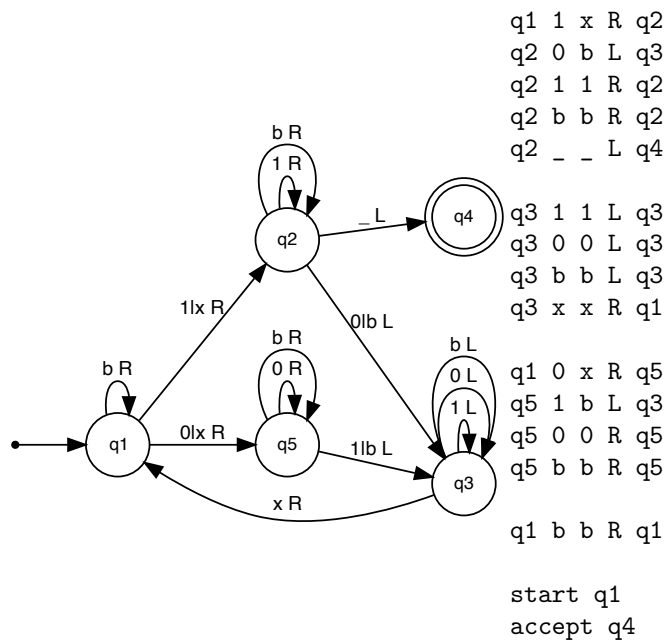 q1 1 x R q2
q2 0 b L q3
q2 1 1 R q2
q2 b b R q2
q2 _ _ L q4
q3 1 1 L q3
q3 0 0 L q3
q3 b b L q3
q3 x x R q1
q1 0 x R q5
q5 1 b L q3
q5 0 0 R q5
q5 b b R q5
q1 b b R q1
start q1
accept q4
b R
1 R
q2
_ L
q4
1|x R
0|b L
b R
b R
0 R
b L
0 L
1 L
q1
0|x R
q5
1|b L
q3
x R